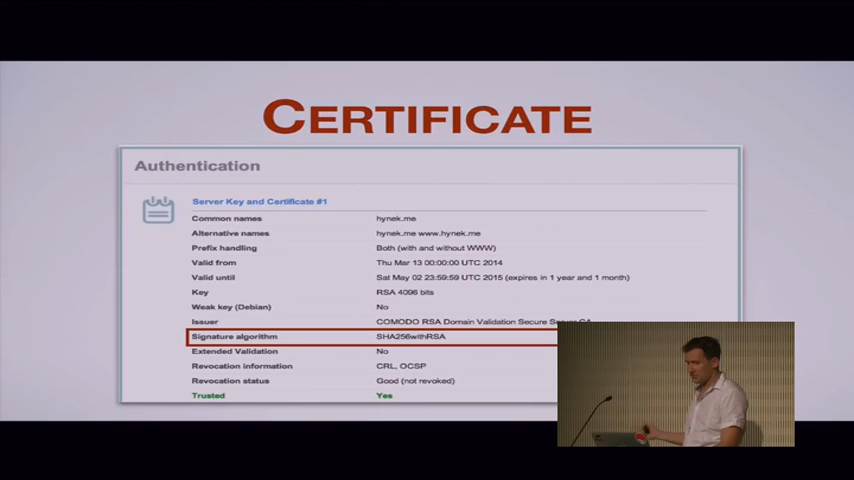 CERTIFICATE
Authentication
Server Key and Certificate #1
Common names hynek.me
Alternative names hynek.me www.hynek.me
Prefix handling Both (with and without WWW)
Valid from Thu Mar 13 00:00:00 UTC 2014
Valid until Sat May 02 23:59:59 UTC 2015 (expires in 1 year and 1 month)
Key RSA 4096 bits
Weak key (Debian) No
Issuer COMODO RSA Domain Validation Secure Server CA
Signature algorithm SHA256withRSA
Extended Validation No
Revocation information CRL, OCSP
Revocation status Good (not revoked)
Trusted Yes